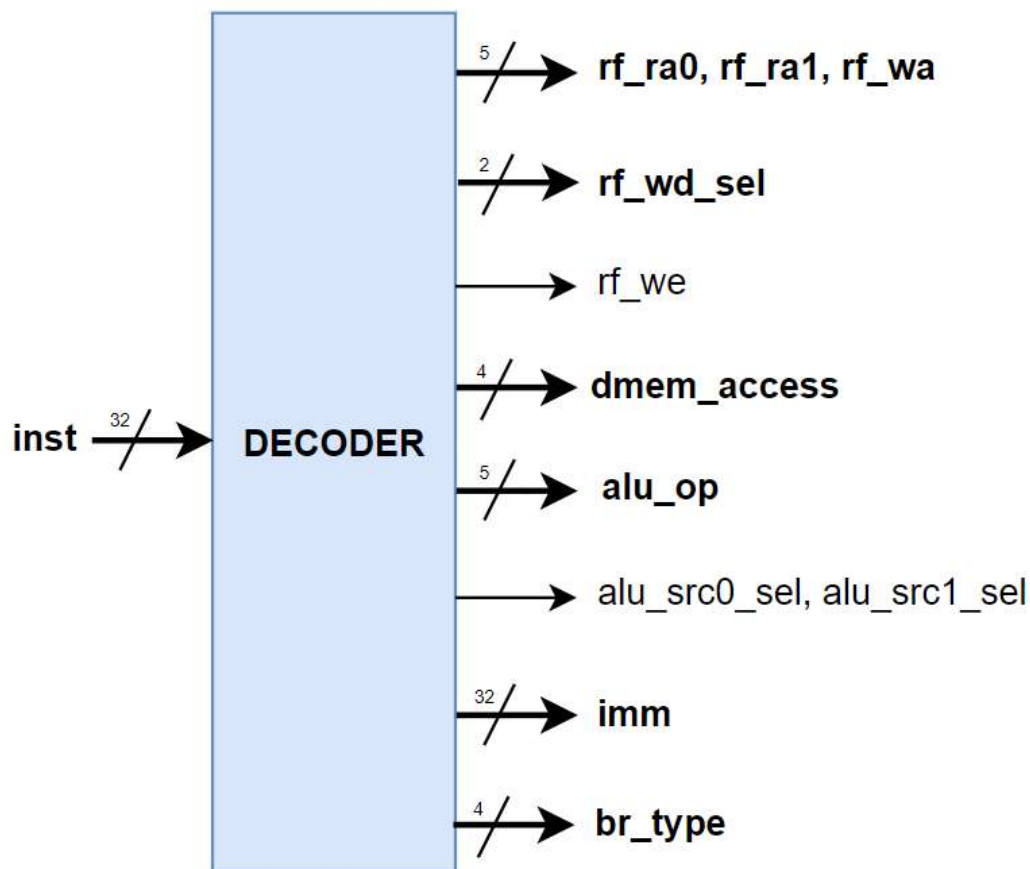 5
rf_ra0, rf_ra1, rf_wa
2
rf_wd_sel
rf_we
4
dmem_access
32
inst
DECODER
5
alu_op
alu_src0_sel, alu_src1_sel
32
imm
4
br_type